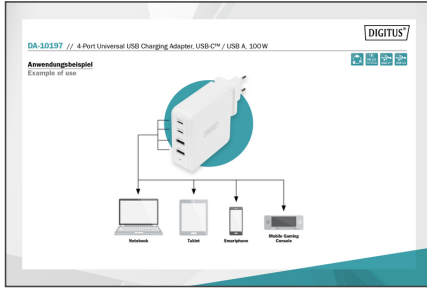 DIGITUS®
DA-10197 // 4-Port Universal USB Charging Adapter, USB-C™ / USB A, 100W
Anwendungsbeispiel
Example of use
DIGITUS
Notebook
Tablet
Smartphone
Mobile Gaming
Console